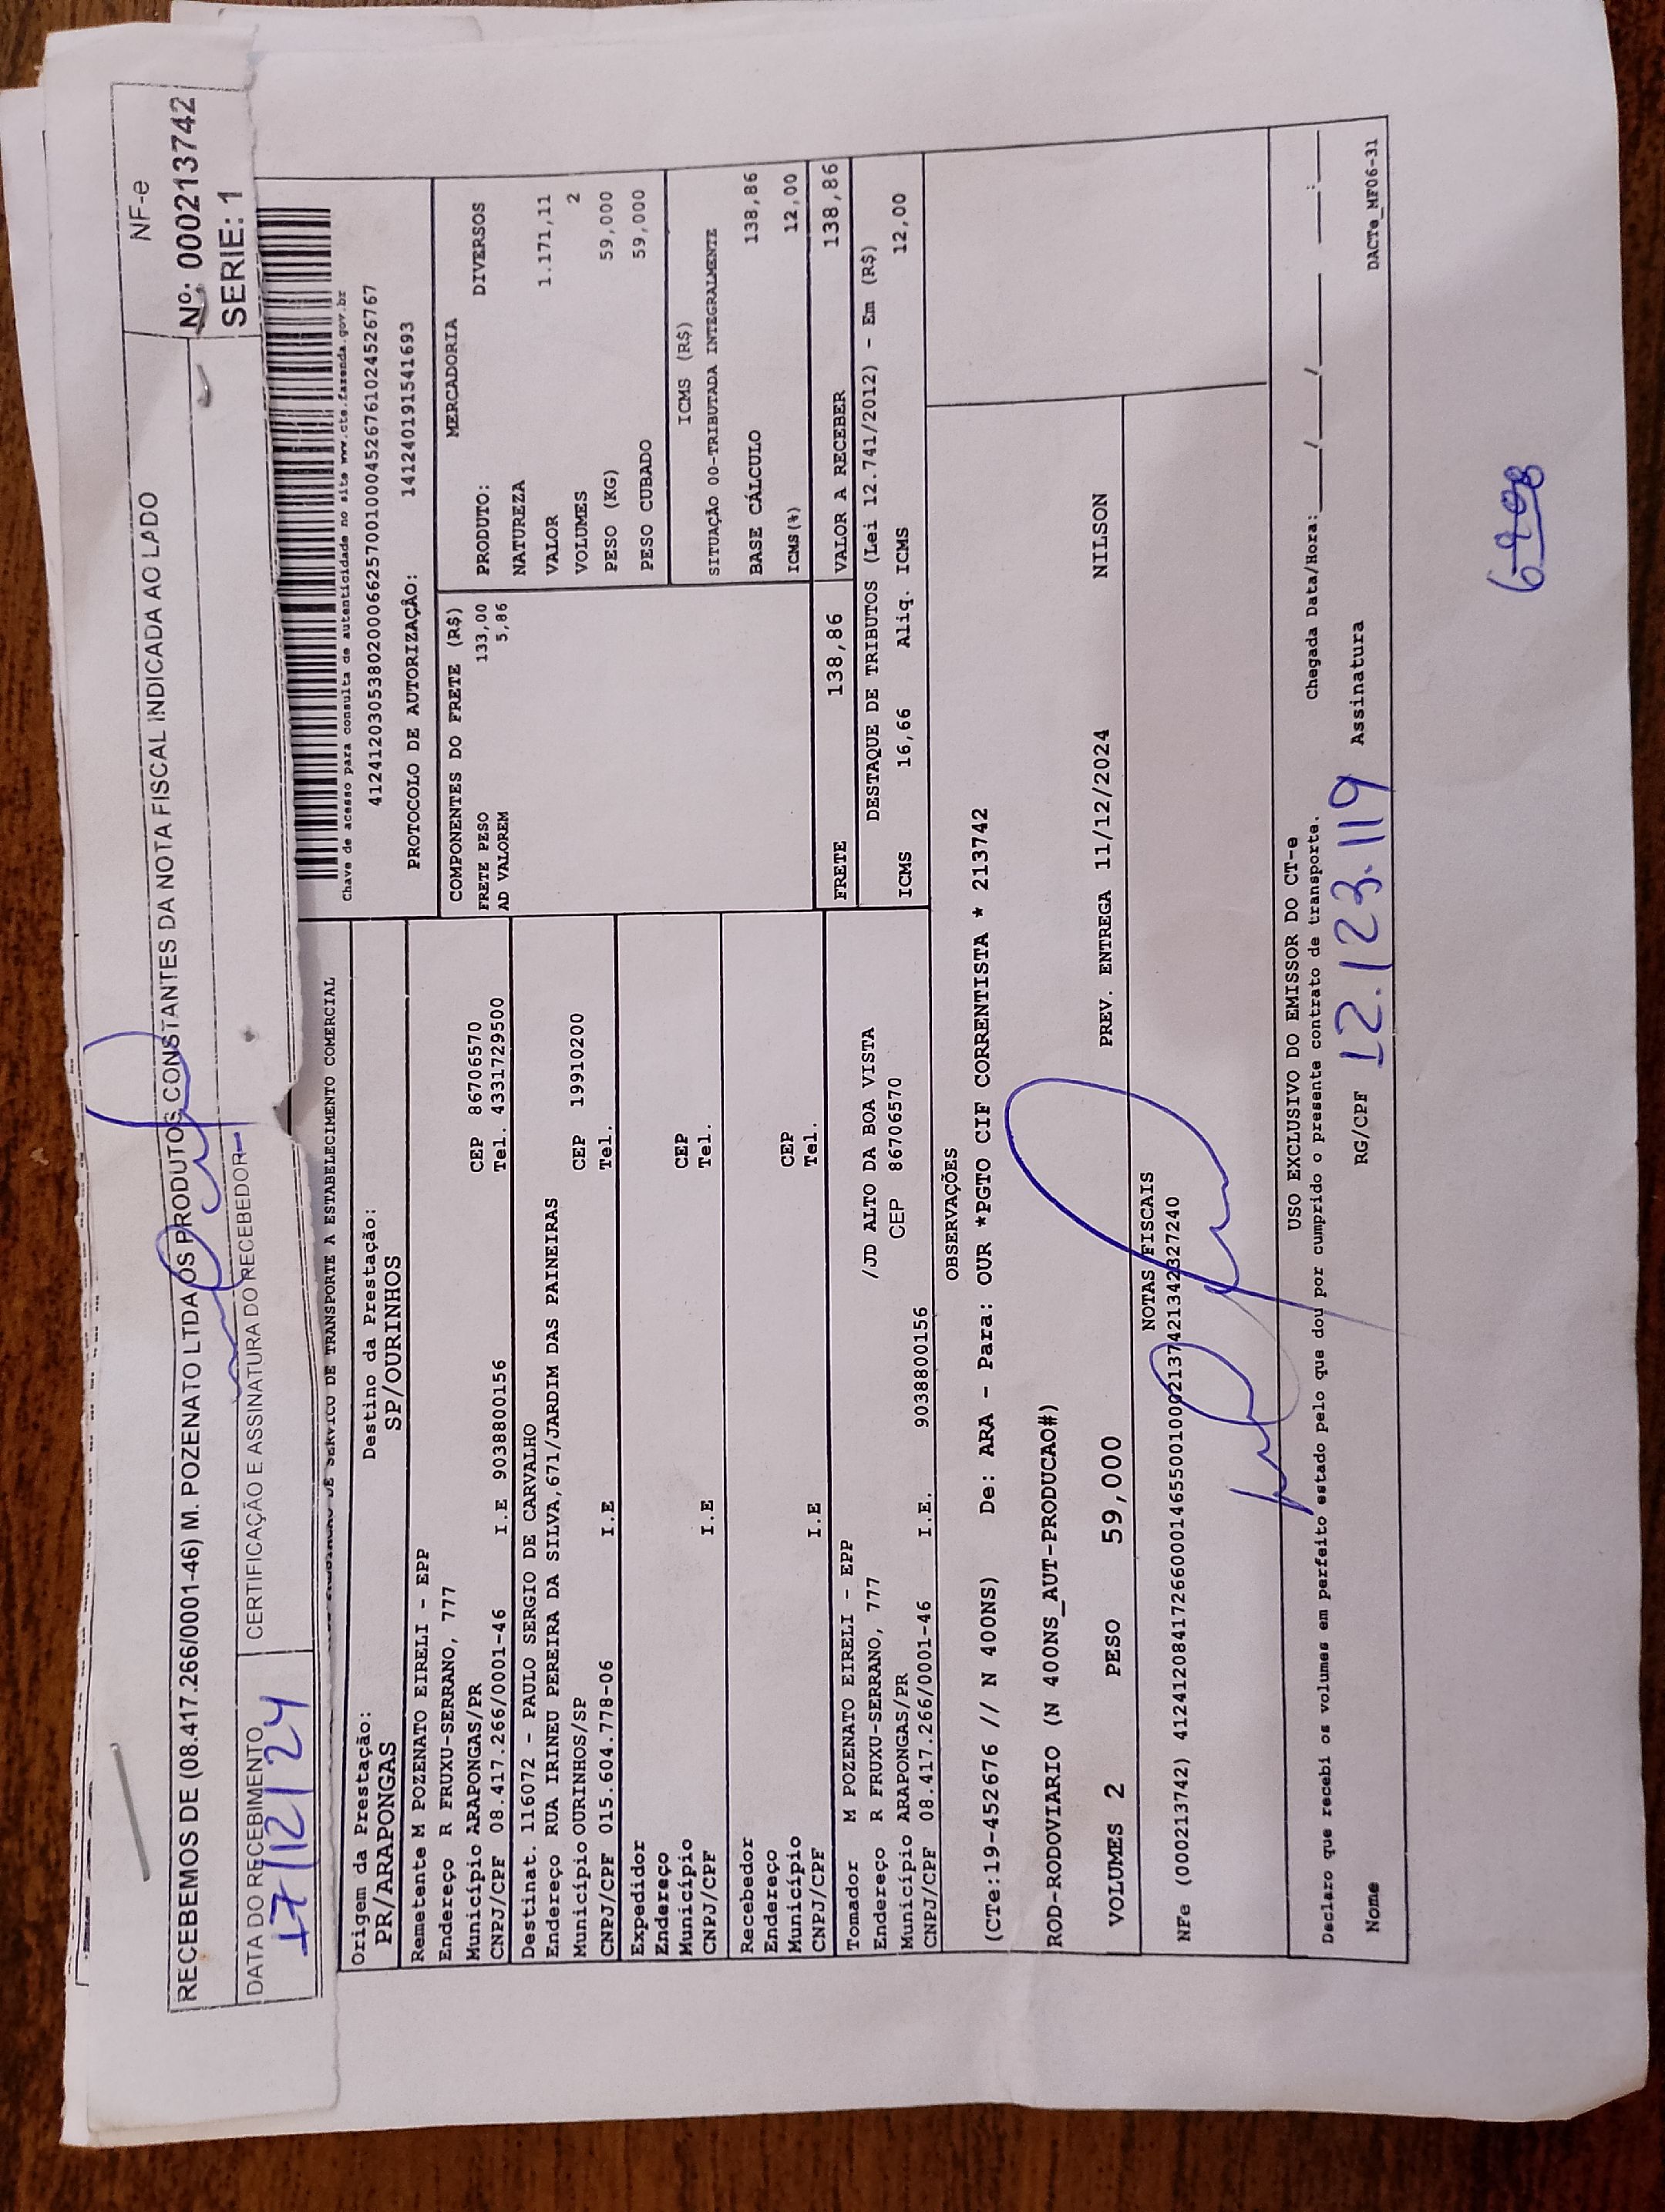 RECEBEMOS DE (08.417.266/0001-46) M. POZENATO LTDA OS PRODUTOS CONSTANTES DA NOTA FISCAL INDICADA AO LADO
NF-e
Nº: 000213742
SERIE: 1
DATA DO RECEBIMENTO
17/12/24
CERTIFICAÇÃO E ASSINATURA DO RECEBEDOR
DE SERVICO DE TRANSPORTE A ESTABELECIMENTO COMERCIAL
Chave de acesso para consulta de autenticidade no site www.cte.fazenda.gov.br
41241203053802000662570010004526761024526767
PROTOCOLO DE AUTORIZAÇÃO: 141240191541693
Origem da Prestação:
PR/ARAPONGAS
Destino da Prestação:
SP/OURINHOS
Remetente M POZENATO EIRELI - EPP
Endereço R FRUXU-SERRANO, 777
Município ARAPONGAS/PR CEP 86706570
CNPJ/CPF 08.417.266/0001-46 I.E 9038800156 Tel. 4331729500
Destinat. 116072 - PAULO SERGIO DE CARVALHO
Endereço RUA IRINEU PEREIRA DA SILVA,671/JARDIM DAS PAINEIRAS
Município OURINHOS/SP CEP 19910200
CNPJ/CPF 015.604.778-06 I.E Tel.
Expedidor
Endereço
Município CEP
CNPJ/CPF I.E Tel.
Recebedor
Endereço
Município CEP
CNPJ/CPF I.E Tel.
Tomador M POZENATO EIRELI - EPP
Endereço R FRUXU-SERRANO, 777 /JD ALTO DA BOA VISTA
Município ARAPONGAS/PR CEP 86706570
CNPJ/CPF 08.417.266/0001-46 I.E. 9038800156
COMPONENTES DO FRETE (R$)
FRETE PESO 133,00
AD VALOREM 5,86
MERCADORIA
PRODUTO: DIVERSOS
NATUREZA
VALOR 1.171,11
VOLUMES 2
PESO (KG) 59,000
PESO CUBADO 59,000
ICMS (R$)
SITUAÇÃO 00-TRIBUTADA INTEGRALMENTE
BASE CÁLCULO 138,86
ICMS(%) 12,00
FRETE 138,86 VALOR A RECEBER 138,86
DESTAQUE DE TRIBUTOS (Lei 12.741/2012) - Em (R$)
ICMS 16,66 Aliq. ICMS 12,00
OBSERVAÇÕES
(CTe:19-452676 // N 400NS) De: ARA - Para: OUR *PGTO CIF CORRENTISTA * 213742
ROD-RODOVIARIO (N 400NS_AUT-PRODUCAO#)
VOLUMES 2 PESO 59,000 PREV. ENTREGA 11/12/2024 NILSON
NOTAS FISCAIS
NFe (000213742) 41241208417266000146550010002137421342327240
USO EXCLUSIVO DO EMISSOR DO CT-e
Declaro que recebi os volumes em perfeito estado pelo que dou por cumprido o presente contrato de transporte. Chegada Data/Hora: ____/____/____ ____:____
Nome RG/CPF 12.123.119 Assinatura
DACTe_MF06-31